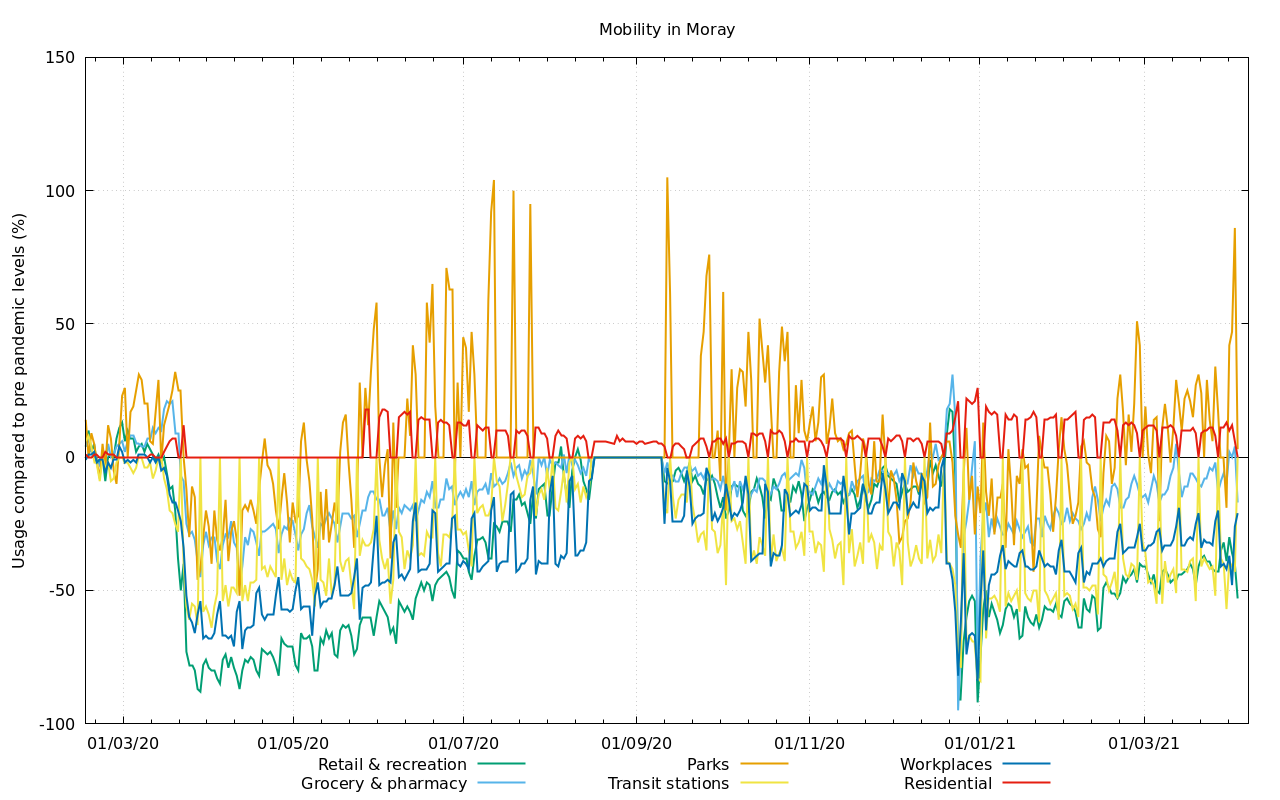 Mobility in Moray
Usage compared to pre pandemic levels (%)
150
100
50
0
-50
-100
01/03/20 01/05/20 01/07/20 01/09/20 01/11/20 01/01/21 01/03/21
Retail & recreation Parks Workplaces
Grocery & pharmacy Transit stations Residential